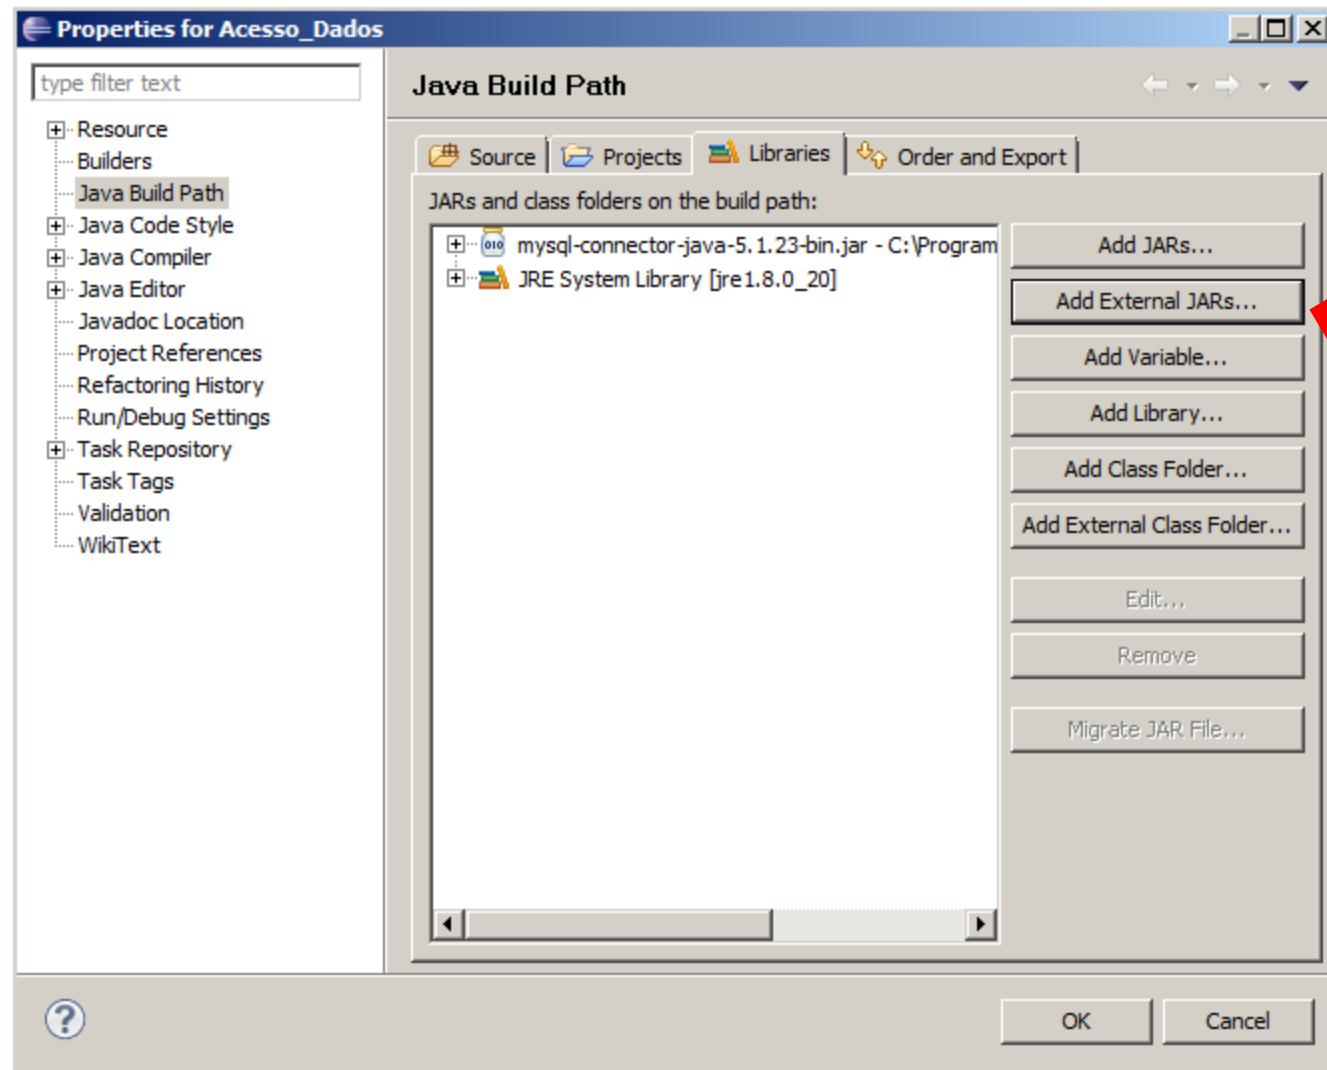 Properties for Acesso_Dados
type filter text
Resource
Builders
Java Build Path
Java Code Style
Java Compiler
Java Editor
Javadoc Location
Project References
Refactoring History
Run/Debug Settings
Task Repository
Task Tags
Validation
WikiText
Java Build Path
Source
Projects
Libraries
Order and Export
JARs and class folders on the build path:
mysql-connector-java-5.1.23-bin.jar - C:\Program
JRE System Library [jre1.8.0_20]
Add JARs...
Add External JARs...
Add Variable...
Add Library...
Add Class Folder...
Add External Class Folder...
Edit...
Remove
Migrate JAR File...
OK
Cancel